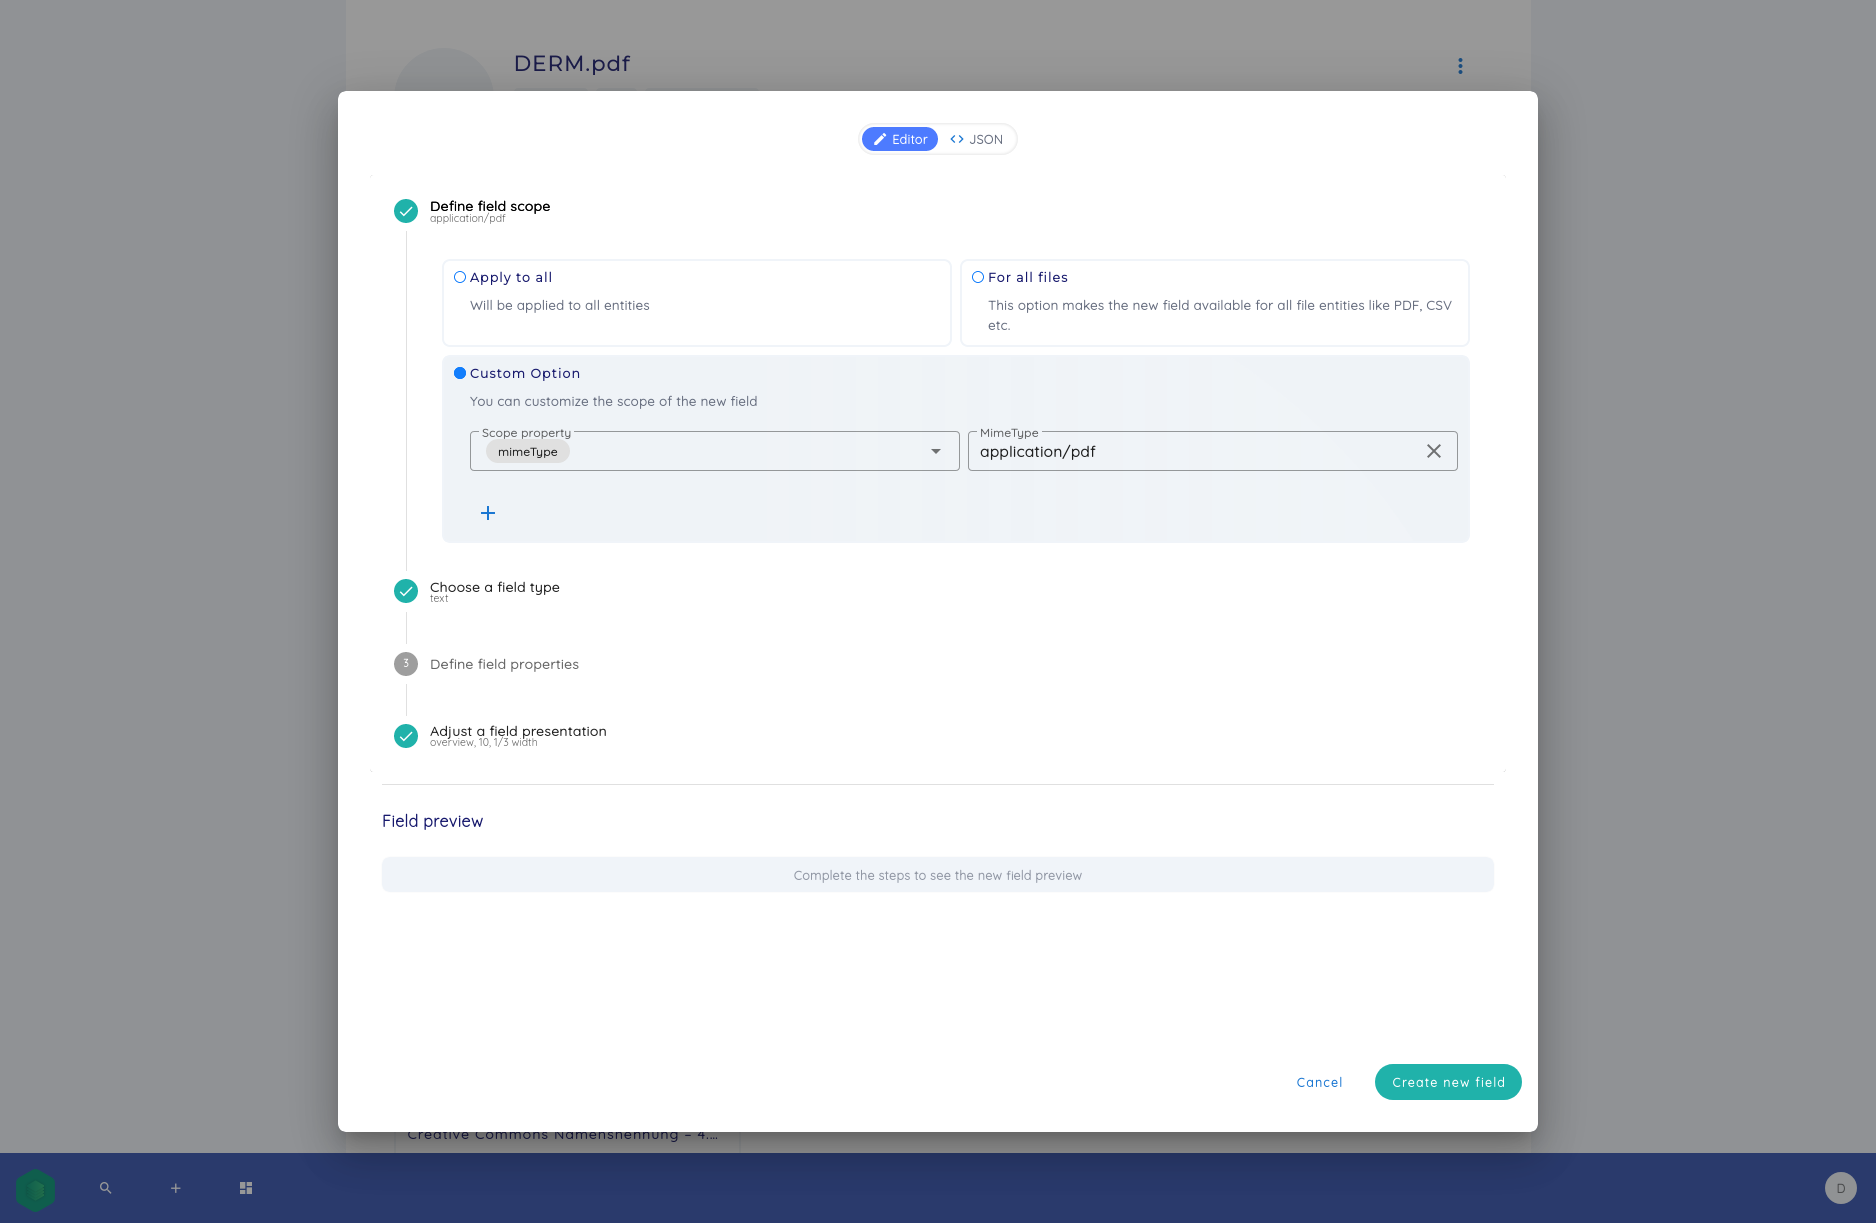 DERM.pdf
Editor
JSON
Define field scope
application/pdf
Apply to all
Will be applied to all entities
For all files
This option makes the new field available for all file entities like PDF, CSV
etc.
Custom Option
You can customize the scope of the new field
Scope property
mimeType
MimeType
application/pdf
Choose a field type
text
3
Define field properties
Adjust a field presentation
overview, 10, 1/3 width
Field preview
Complete the steps to see the new field preview
Cancel
Create new field
Creative Commons Namensnennung – 4....
D